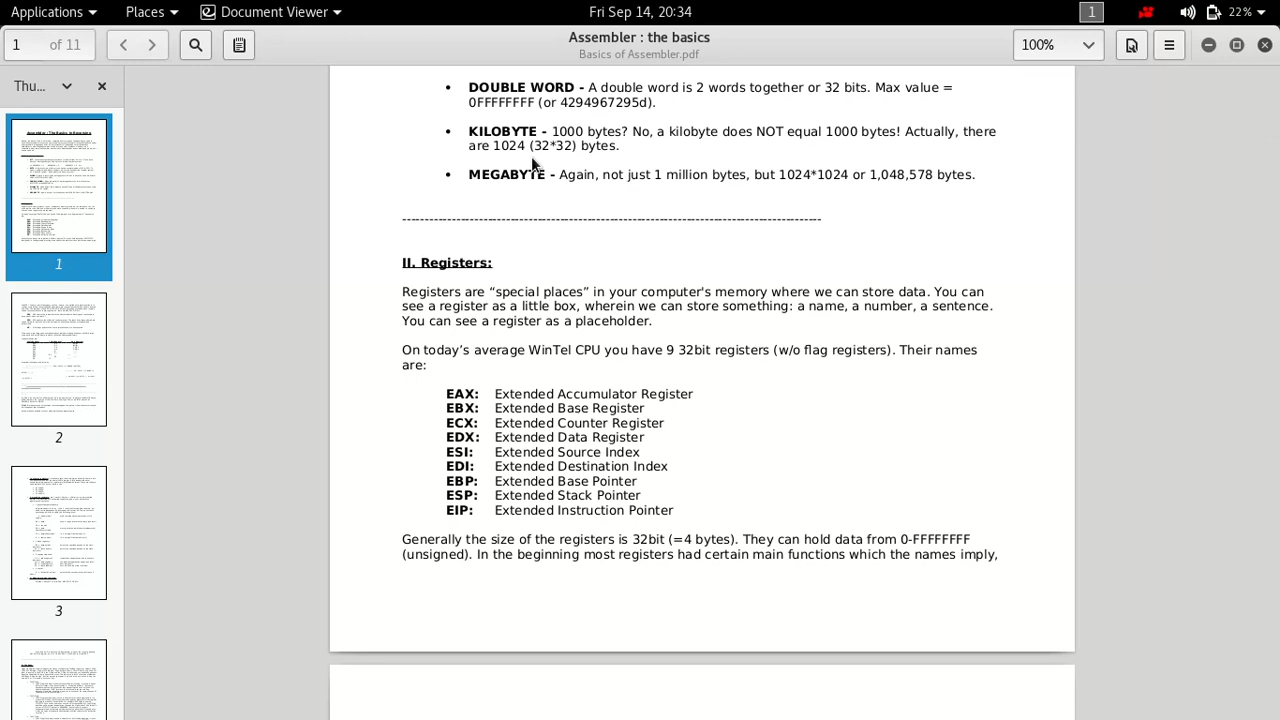 Applications Places Document Viewer Fri Sep 14, 20:34 1 22%
1 of 11 Assembler : the basics 100%
Basics of Assembler.pdf
Thu...
1
2
3
• DOUBLE WORD - A double word is 2 words together or 32 bits. Max value =
0FFFFFFFF (or 4294967295d).
• KILOBYTE - 1000 bytes? No, a kilobyte does NOT equal 1000 bytes! Actually, there
are 1024 (32*32) bytes.
• MEGABYTE - Again, not just 1 million bytes, but 1024*1024 or 1,048,578 bytes.
--------------------------------------------------------------------------------------------
II. Registers:
Registers are “special places” in your computer's memory where we can store data. You can
see a register as a little box, wherein we can store something: a name, a number, a sentence.
You can see a register as a placeholder.
On today’s average WinTel CPU you have 9 32bit registers (w/o flag registers). Their names
are:
EAX: Extended Accumulator Register
EBX: Extended Base Register
ECX: Extended Counter Register
EDX: Extended Data Register
ESI: Extended Source Index
EDI: Extended Destination Index
EBP: Extended Base Pointer
ESP: Extended Stack Pointer
EIP: Extended Instruction Pointer
Generally the size of the registers is 32bit (=4 bytes). They can hold data from 0-FFFFFFFF
(unsigned). In the beginning most registers had certain main functions which the names imply,